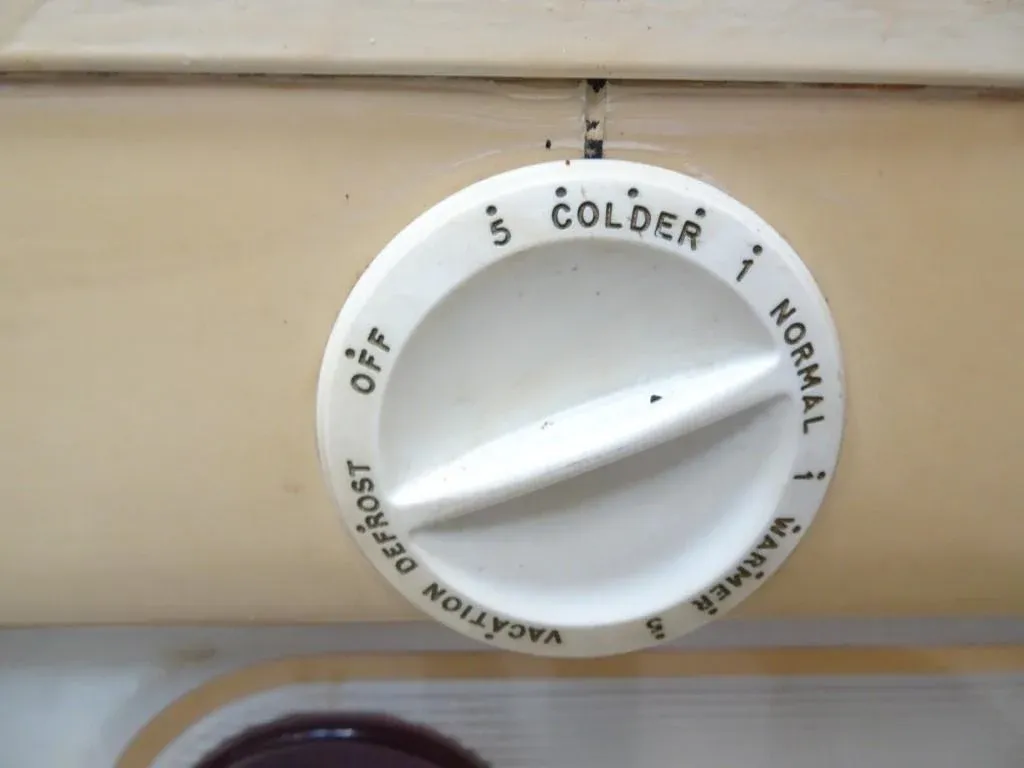 OFF
5
COLDER
1
NORMAL
1
WARMER
5
VACATION
DEFROST